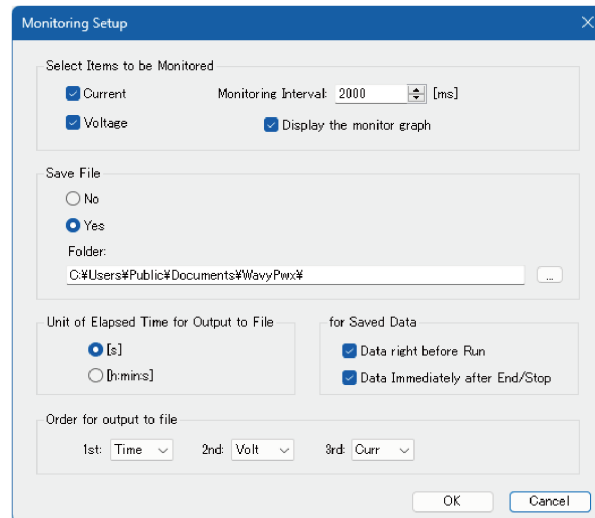 Monitoring Setup
Select Items to be Monitored
Current
Monitoring Interval: 2000 [ms]
Voltage
Display the monitor graph
Save File
No
Yes
Folder:
C:¥Users¥Public¥Documents¥WavyPwx¥
...
Unit of Elapsed Time for Output to File
[s]
[h:min:s]
for Saved Data
Data right before Run
Data Immediately after End/Stop
Order for output to file
1st: Time 2nd: Volt 3rd: Curr
OK Cancel